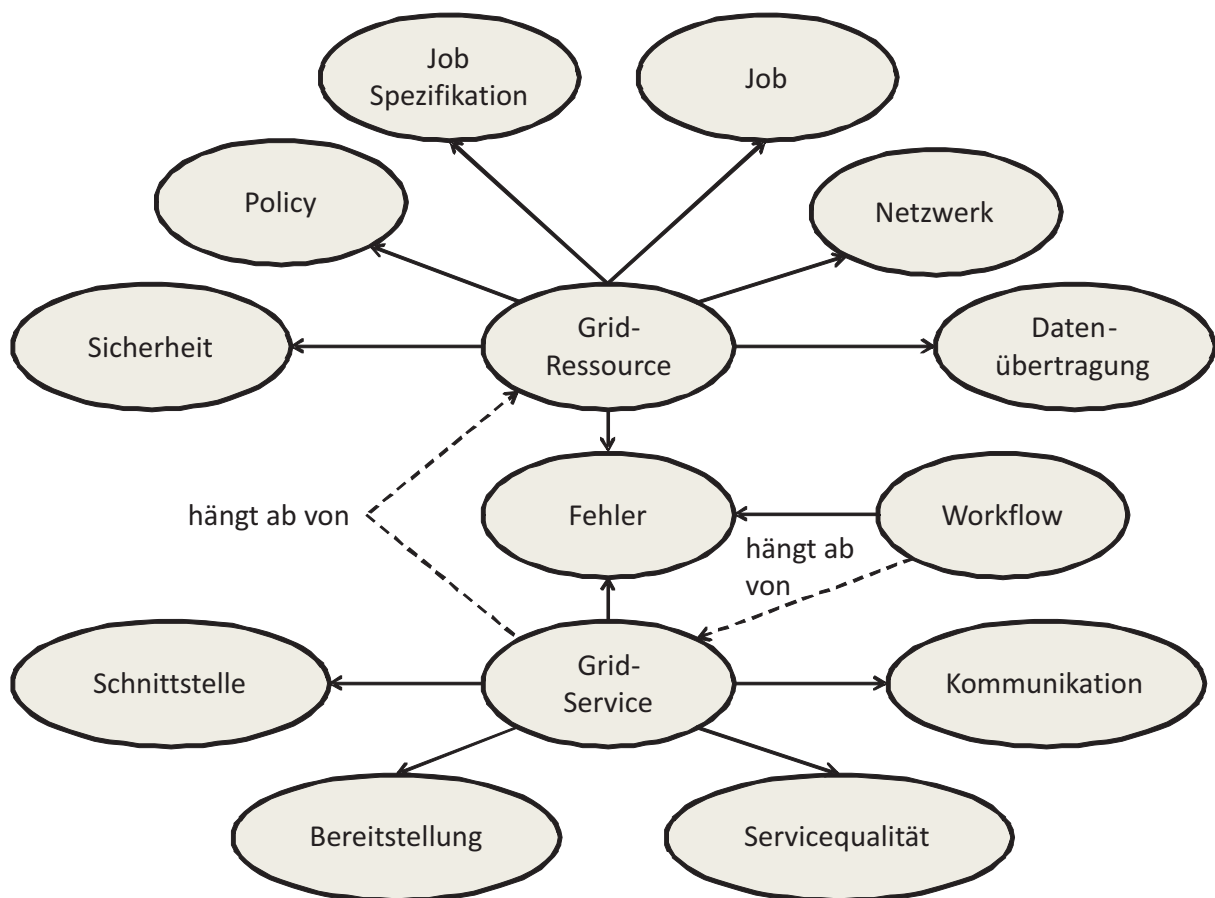 Job
Spezifikation
Job
Policy
Netzwerk
Sicherheit
Grid-
Ressource
Daten-
übertragung
hängt ab von
Fehler
Workflow
hängt ab
von
Schnittstelle
Grid-
Service
Kommunikation
Bereitstellung
Servicequalität